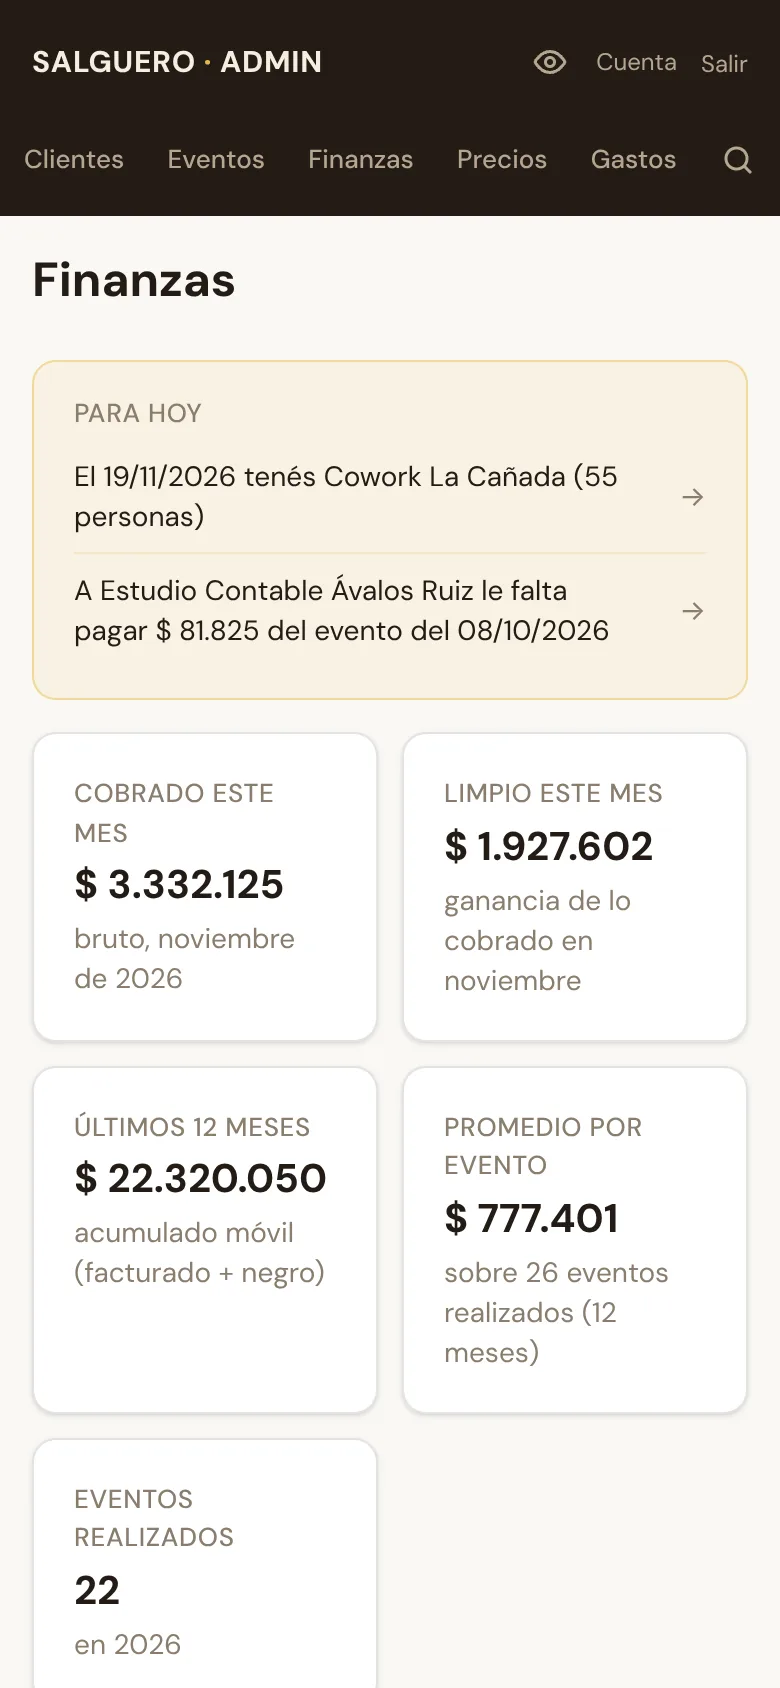 SALGUERO · ADMIN
Cuenta
Salir
Clientes
Eventos
Finanzas
Precios
Gastos
Finanzas
PARA HOY
El 19/11/2026 tenés Cowork La Cañada (55
personas)
→
A Estudio Contable Ávalos Ruiz le falta
pagar $ 81.825 del evento del 08/10/2026
→
COBRADO ESTE
MES
$ 3.332.125
bruto, noviembre
de 2026
LIMPIO ESTE MES
$ 1.927.602
ganancia de lo
cobrado en
noviembre
ÚLTIMOS 12 MESES
$ 22.320.050
acumulado móvil
(facturado + negro)
PROMEDIO POR
EVENTO
$ 777.401
sobre 26 eventos
realizados (12
meses)
EVENTOS
REALIZADOS
22
en 2026